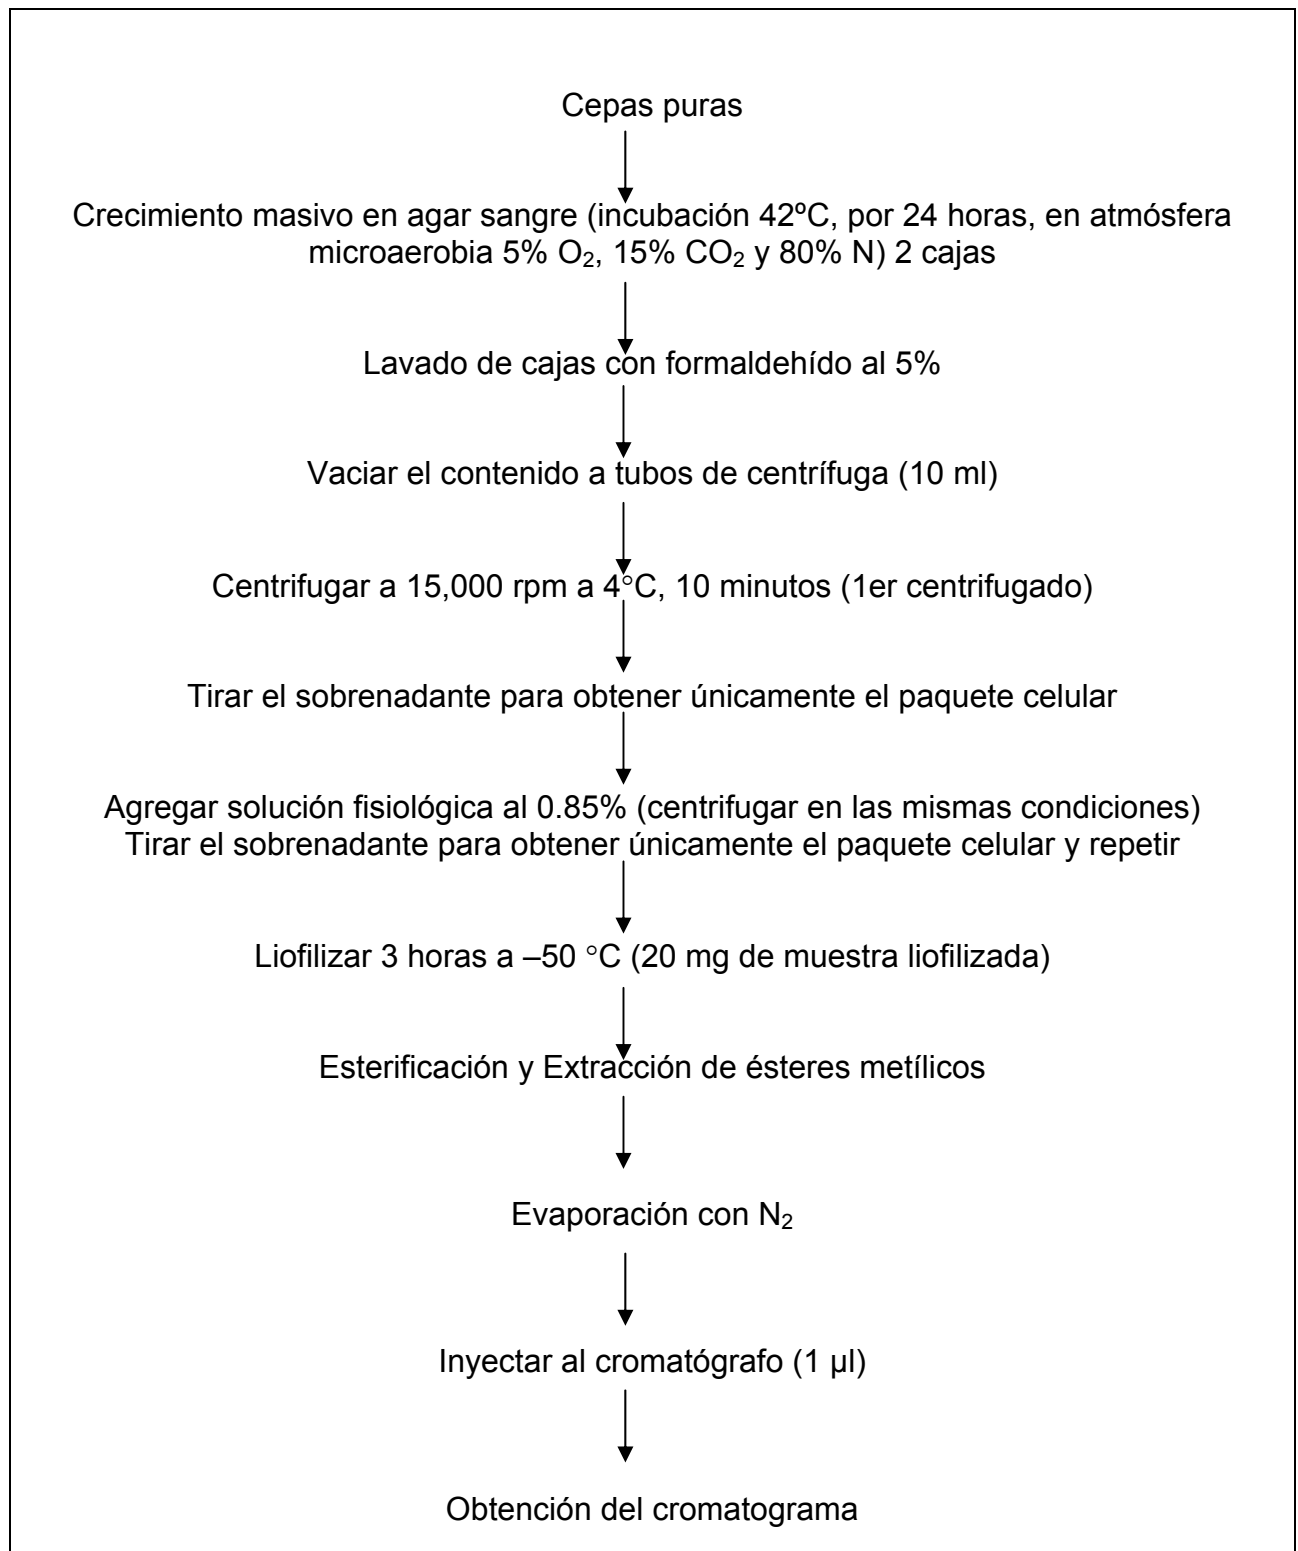 Cepas puras
Crecimiento masivo en agar sangre (incubación 42ºC, por 24 horas, en atmósfera
microaerobia 5% O₂, 15% CO₂ y 80% N) 2 cajas
Lavado de cajas con formaldehído al 5%
Vaciar el contenido a tubos de centrífuga (10 ml)
Centrifugar a 15,000 rpm a 4°C, 10 minutos (1er centrifugado)
Tirar el sobrenadante para obtener únicamente el paquete celular
Agregar solución fisiológica al 0.85% (centrifugar en las mismas condiciones)
Tirar el sobrenadante para obtener únicamente el paquete celular y repetir
Liofilizar 3 horas a –50 °C (20 mg de muestra liofilizada)
Esterificación y Extracción de ésteres metílicos
Evaporación con N₂
Inyectar al cromatógrafo (1 µl)
Obtención del cromatograma